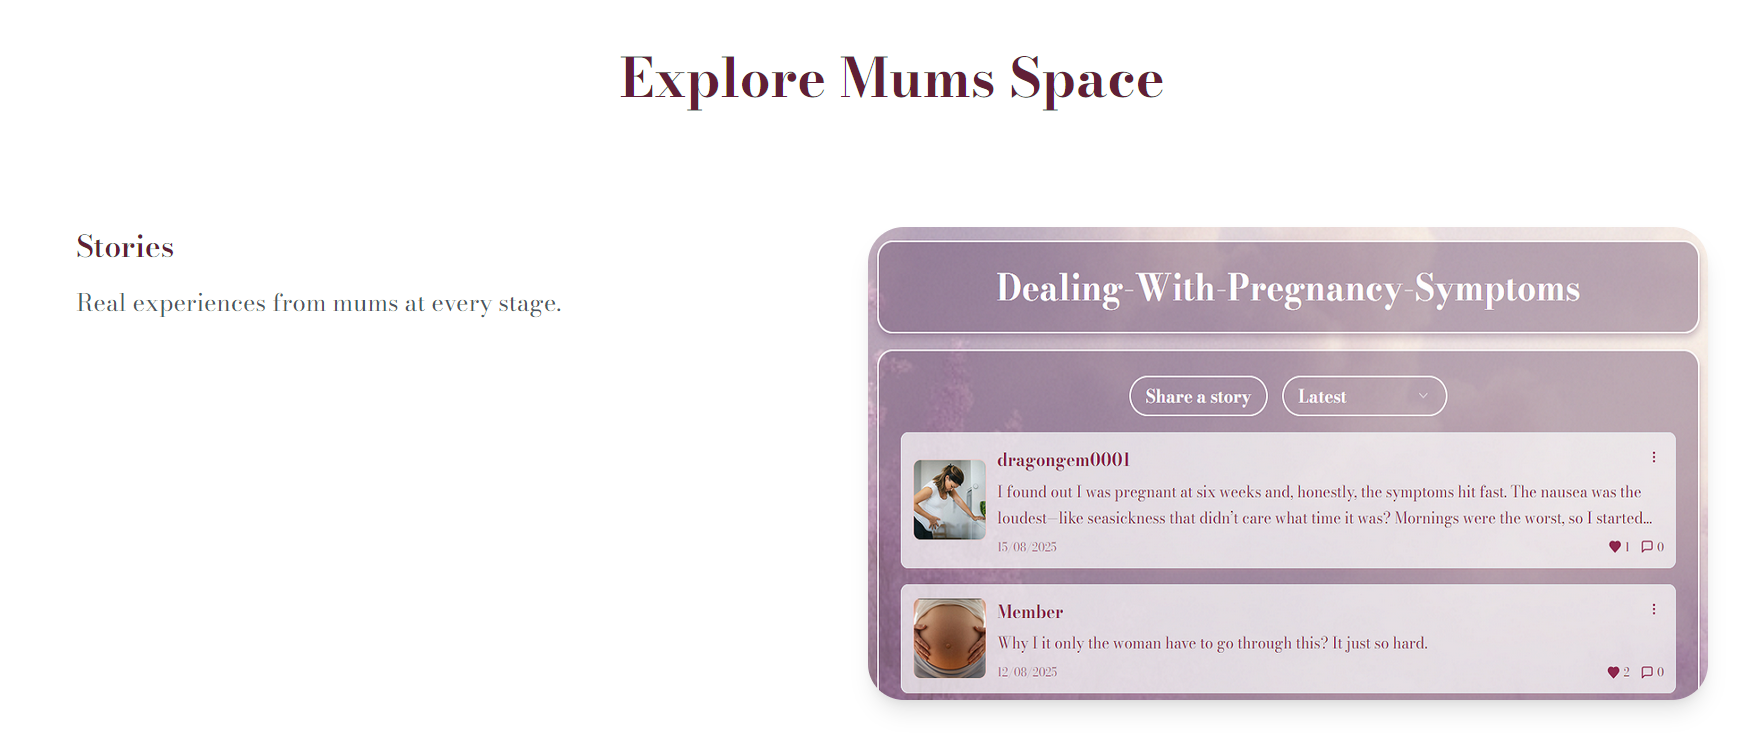 Explore Mums Space
Stories
Real experiences from mums at every stage.
Dealing-With-Pregnancy-Symptoms
Share a story
Latest
dragongem0001
I found out I was pregnant at six weeks and, honestly, the symptoms hit fast. The nausea was the
loudest—like seasickness that didn't care what time it was? Mornings were the worst, so I started...
15/08/2025
1
0
Member
Why I it only the woman have to go through this? It just so hard.
12/08/2025
2
0